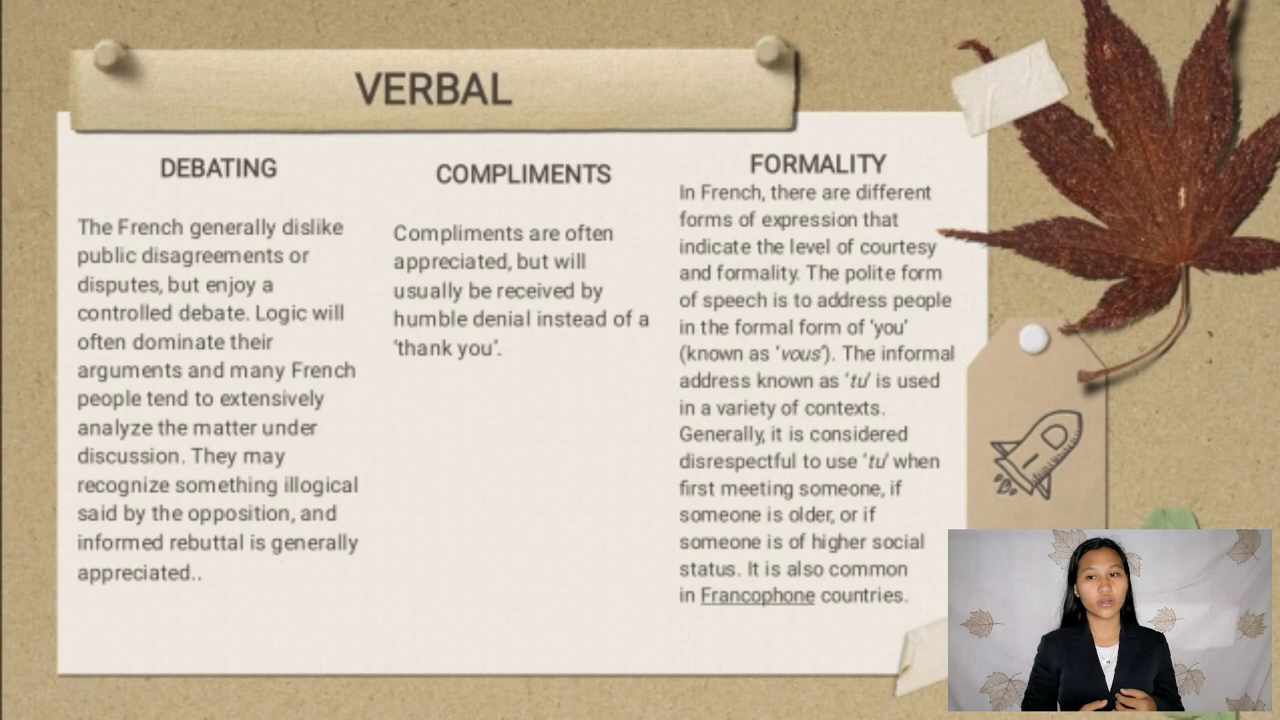 VERBAL
DEBATING
The French generally dislike
public disagreements or
disputes, but enjoy a
controlled debate. Logic will
often dominate their
arguments and many French
people tend to extensively
analyze the matter under
discussion. They may
recognize something illogical
said by the opposition, and
informed rebuttal is generally
appreciated..
COMPLIMENTS
Compliments are often
appreciated, but will
usually be received by
humble denial instead of a
‘thank you’.
FORMALITY
In French, there are different
forms of expression that
indicate the level of courtesy
and formality. The polite form
of speech is to address people
in the formal form of ‘you’
(known as ‘vous’). The informal
address known as ‘tu’ is used
in a variety of contexts.
Generally, it is considered
disrespectful to use ‘tu’ when
first meeting someone, if
someone is older, or if
someone is of higher social
status. It is also common
in Francophone countries.